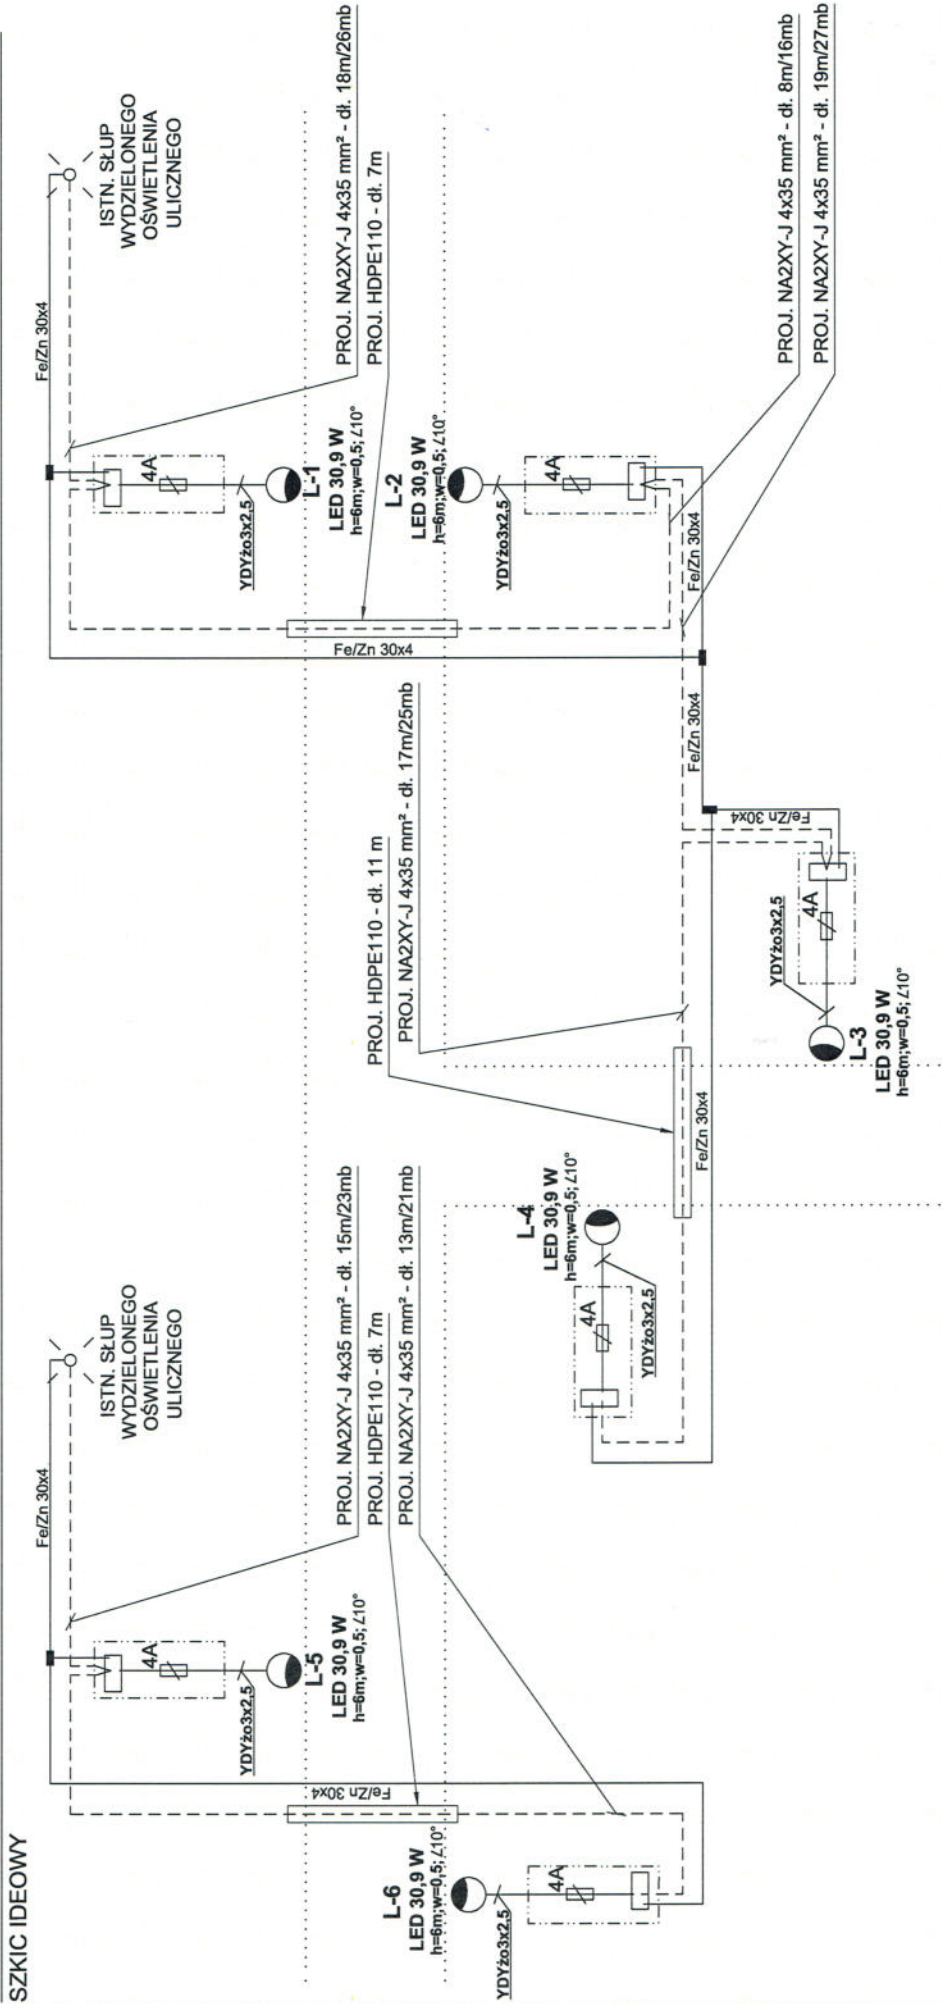 SZKIC IDEOWY
Fe/Zn 30x4
ISTN. SŁUP
WYDZIELONEGO
OŚWIETLENIA
ULICZNEGO
4A
YDYżo3x2,5
L-5
LED 30,9 W
h=6m;w=0,5; ∠10°
PROJ. NA2XY-J 4x35 mm² - dł. 15m/23mb
PROJ. HDPE110 - dł. 7m
PROJ. NA2XY-J 4x35 mm² - dł. 13m/21mb
Fe/Zn 30x4
L-6
LED 30,9 W
h=6m;w=0,5; ∠10°
YDYżo3x2,5
4A
L-4
LED 30,9 W
h=6m;w=0,5; ∠10°
4A
YDYżo3x2,5
PROJ. HDPE110 - dł. 11 m
PROJ. NA2XY-J 4x35 mm² - dł. 17m/25mb
Fe/Zn 30x4
YDYżo3x2,5
4A
L-3
LED 30,9 W
h=6m;w=0,5; ∠10°
Fe/Zn 30x4
Fe/Zn 30x4
Fe/Zn 30x4
ISTN. SŁUP
WYDZIELONEGO
OŚWIETLENIA
ULICZNEGO
4A
YDYżo3x2,5
L-1
LED 30,9 W
h=6m;w=0,5; ∠10°
PROJ. NA2XY-J 4x35 mm² - dł. 18m/26mb
PROJ. HDPE110 - dł. 7m
Fe/Zn 30x4
L-2
LED 30,9 W
h=6m;w=0,5; ∠10°
YDYżo3x2,5
4A
Fe/Zn 30x4
PROJ. NA2XY-J 4x35 mm² - dł. 8m/16mb
PROJ. NA2XY-J 4x35 mm² - dł. 19m/27mb